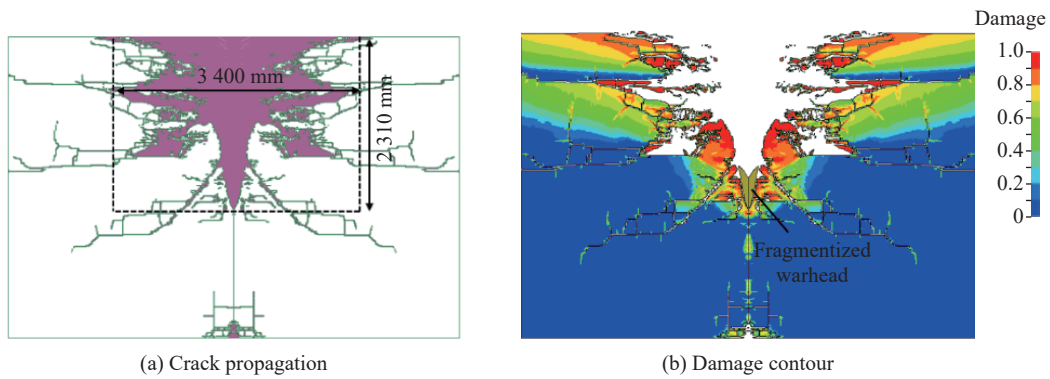 3 400 mm
2 310 mm
(a) Crack propagation
Damage
1.0
0.8
0.6
0.4
0.2
0
Fragmentized
warhead
(b) Damage contour